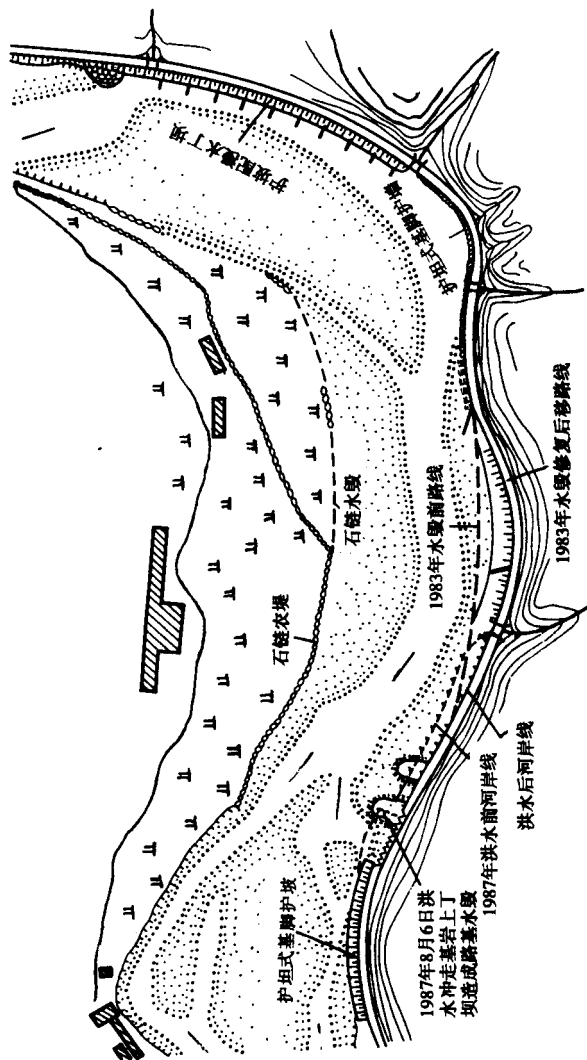 护坡配漫水丁坝
护坦式基脚护墙
石链水毁
石链农堤
1983年水毁前路线
1983年水毁修复后移路线
护坦式基脚护坡
1987年8月6日洪
水冲走基岩上丁
坝造成路基水毁
1987年洪水前河岸线
洪水后河岸线